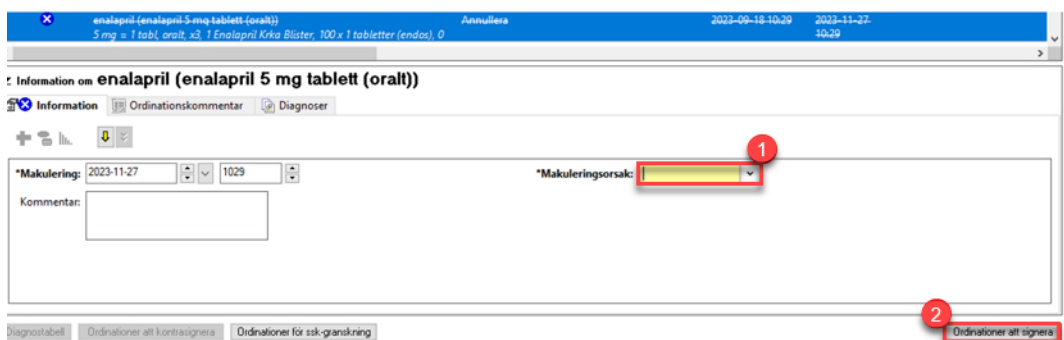 enalapril (enalapril 5 mg tablett (oralt)) Annullera 2023-09-18 10:29 2023-11-27
5 mg = 1 tabl, oralt, x3, 1 Enalapril Krka Blister, 100 x 1 tabletter (endos), 0 10:29
Information om enalapril (enalapril 5 mg tablett (oralt))
Information Ordinationskommentar Diagnoser
1
*Makulering: 2023-11-27 1029 *Makuleringsorsak:
Kommentar:
2
Diagnostabell Ordinationer att kontrasignera Ordinationer för ssk-granskning Ordinationer att signera